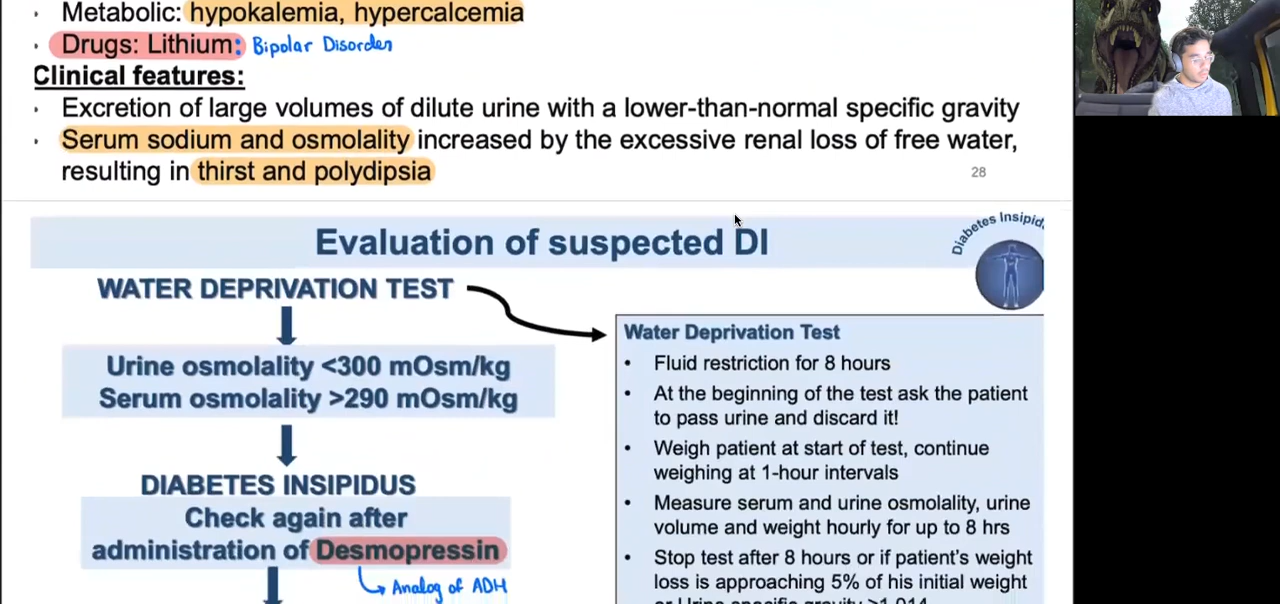 Metabolic: hypokalemia, hypercalcemia
Drugs: Lithium: Bipolar Disorder
Clinical features:
Excretion of large volumes of dilute urine with a lower-than-normal specific gravity
Serum sodium and osmolality increased by the excessive renal loss of free water,
resulting in thirst and polydipsia
28
Evaluation of suspected DI
Diabetes Insipid
WATER DEPRIVATION TEST
Urine osmolality <300 mOsm/kg
Serum osmolality >290 mOsm/kg
DIABETES INSIPIDUS
Check again after
administration of Desmopressin
Analog of ADH
Water Deprivation Test
• Fluid restriction for 8 hours
• At the beginning of the test ask the patient
to pass urine and discard it!
• Weigh patient at start of test, continue
weighing at 1-hour intervals
• Measure serum and urine osmolality, urine
volume and weight hourly for up to 8 hrs
• Stop test after 8 hours or if patient's weight
loss is approaching 5% of his initial weight
or Urine specific gravity >1.014